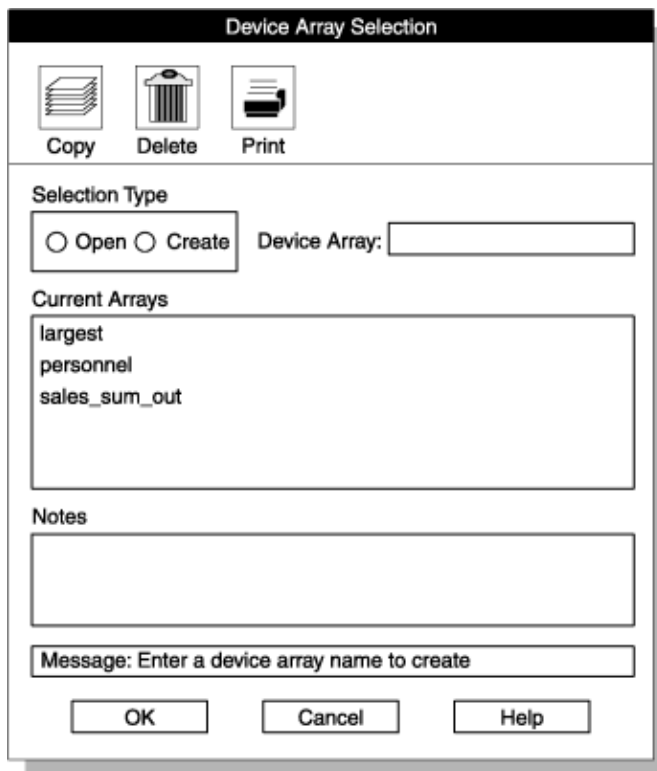 Device Array Selection
Copy Delete Print
Selection Type
Open Create Device Array:
Current Arrays
largest
personnel
sales_sum_out
Notes
Message: Enter a device array name to create
OK Cancel Help